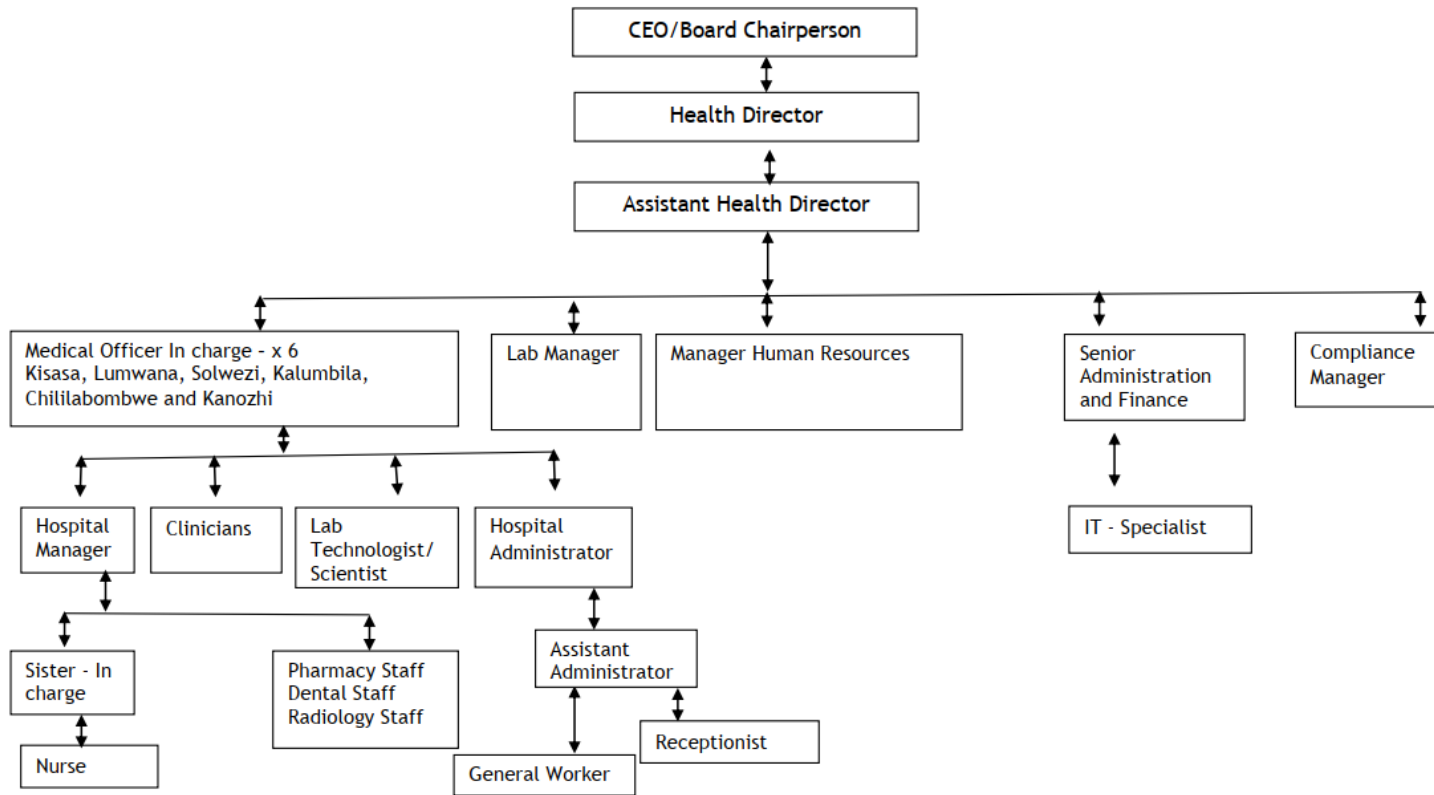 CEO/Board Chairperson
Health Director
Assistant Health Director
Medical Officer In charge - x 6
Kisasa, Lumwana, Solwezi, Kalumbila,
Chililabombwe and Kanozhi
Lab Manager
Manager Human Resources
Senior
Administration
and Finance
Compliance
Manager
Hospital
Manager
Clinicians
Lab
Technologist/
Scientist
Hospital
Administrator
IT - Specialist
Sister - In
charge
Pharmacy Staff
Dental Staff
Radiology Staff
Assistant
Administrator
Nurse
General Worker
Receptionist